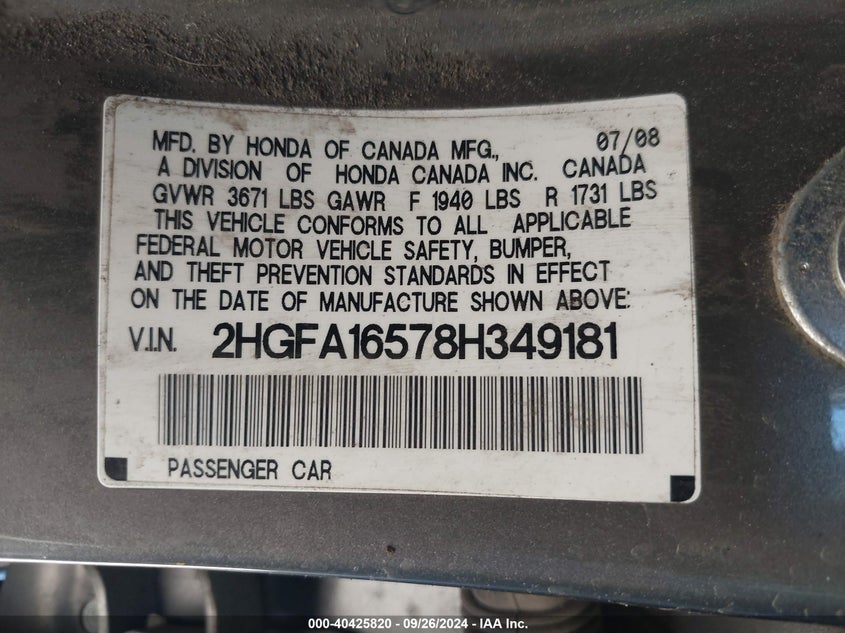 MFD. BY HONDA OF CANADA MFG., 07/08
A DIVISION OF HONDA CANADA INC. CANADA
GVWR 3671 LBS GAWR F 1940 LBS R 1731 LBS
THIS VEHICLE CONFORMS TO ALL APPLICABLE
FEDERAL MOTOR VEHICLE SAFETY, BUMPER,
AND THEFT PREVENTION STANDARDS IN EFFECT
ON THE DATE OF MANUFACTURE SHOWN ABOVE:
V.I.N. 2HGFA16578H349181
PASSENGER CAR
000-40425820 - 09/26/2024 - IAA Inc.